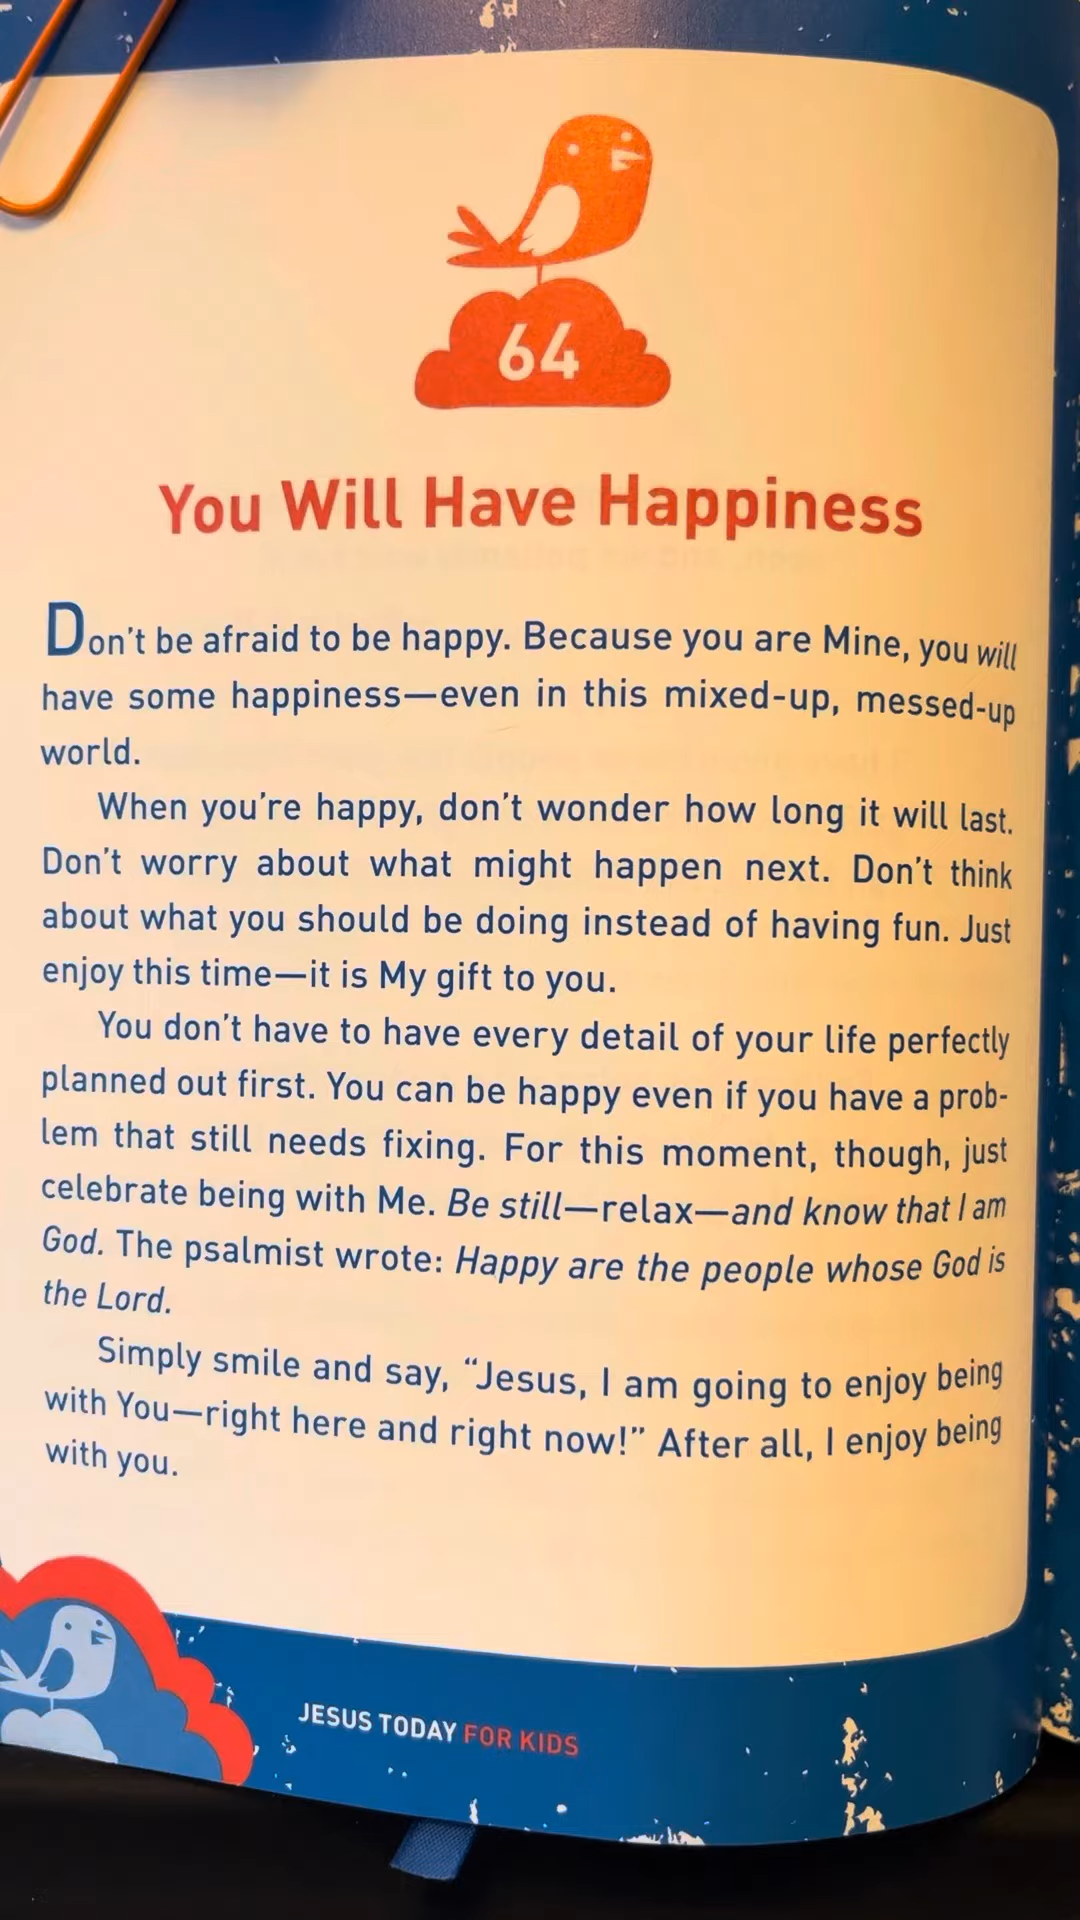 64
You Will Have Happiness
Don't be afraid to be happy. Because you are Mine, you will
have some happiness—even in this mixed-up, messed-up
world.
When you're happy, don't wonder how long it will last.
Don't worry about what might happen next. Don't think
about what you should be doing instead of having fun. Just
enjoy this time—it is My gift to you.
You don't have to have every detail of your life perfectly
planned out first. You can be happy even if you have a prob-
lem that still needs fixing. For this moment, though, just
celebrate being with Me. Be still—relax—and know that I am
God. The psalmist wrote: Happy are the people whose God is
the Lord.
Simply smile and say, “Jesus, I am going to enjoy being
with You—right here and right now!” After all, I enjoy being
with you.
JESUS TODAY FOR KIDS